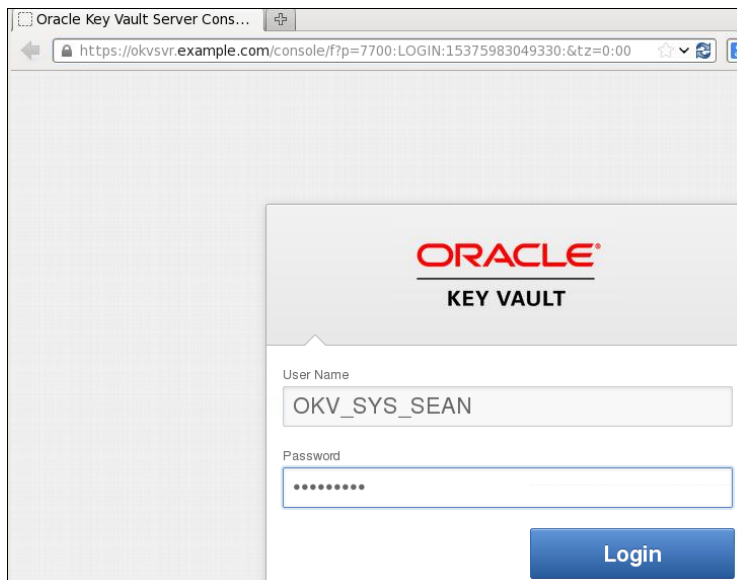 Oracle Key Vault Server Cons...
https://okvsvr.example.com/console/f?p=7700:LOGIN:15375983049330:&tz=0:00
ORACLE®
KEY VAULT
User Name
OKV_SYS_SEAN
Password
•••••••••
Login